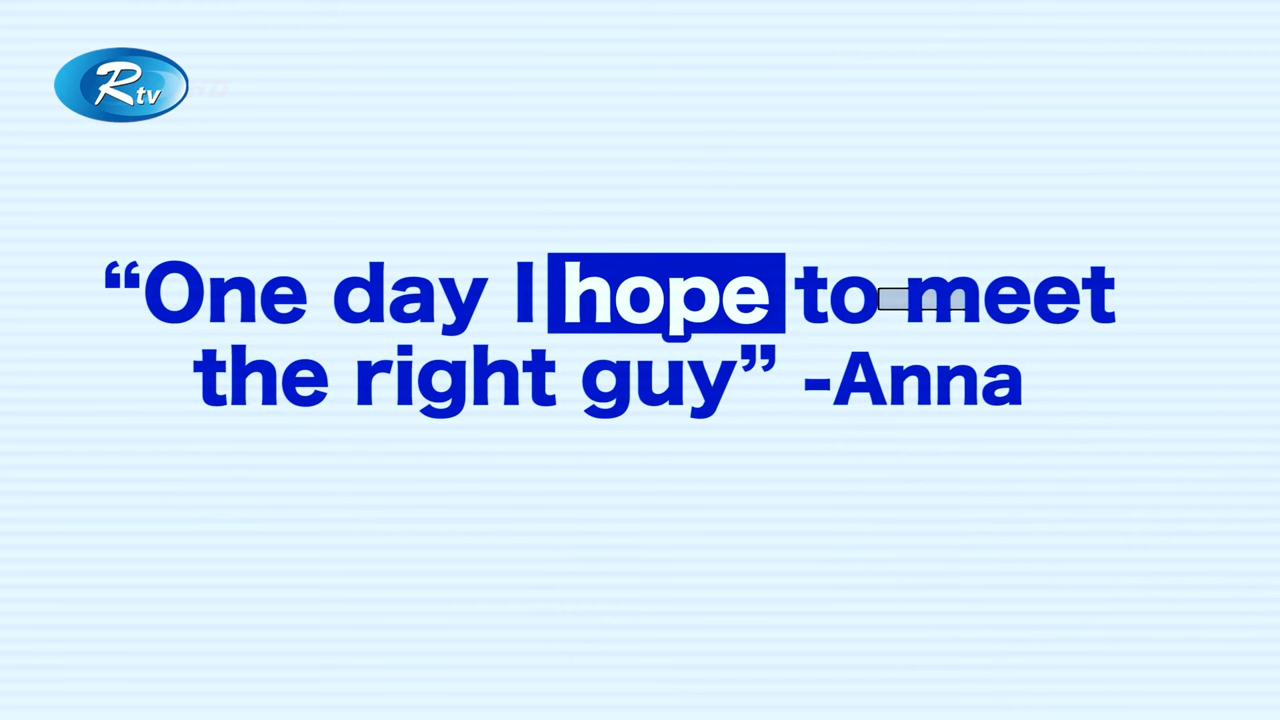 Rtv
“One day I hope to meet
the right guy” -Anna